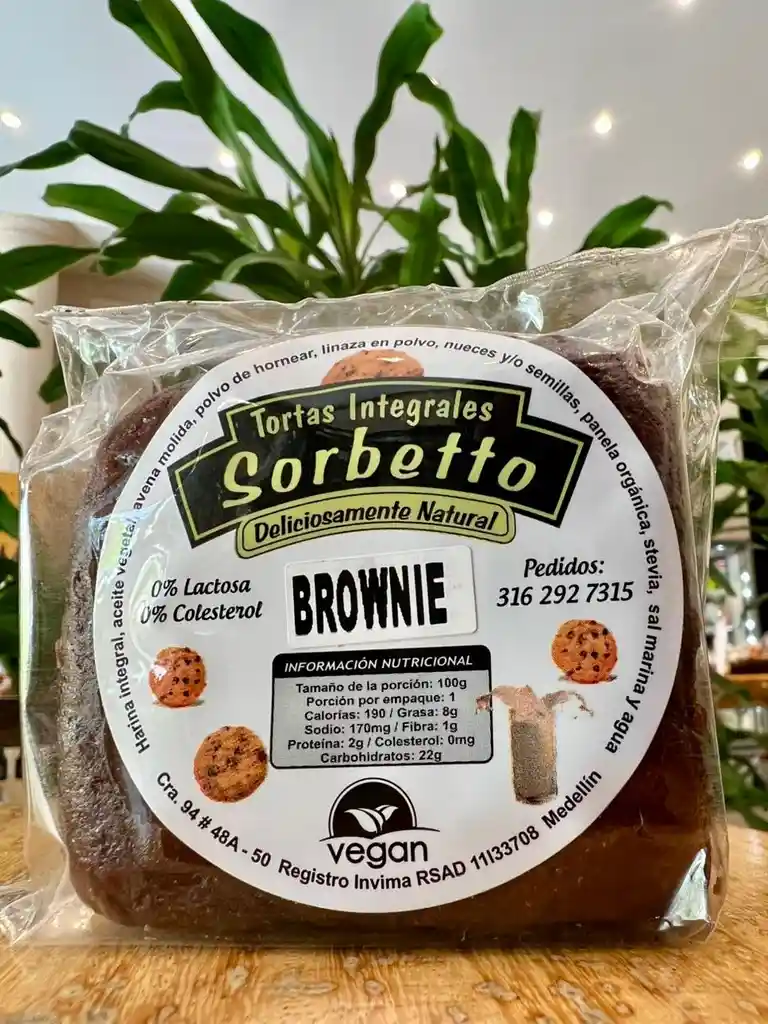 Harina integral, aceite vegetal, avena molida, polvo de hornear, linaza en polvo, nueces y/o semillas, panela orgánica, stevia, sal marina y agua
Tortas Integrales
Sorbetto
Deliciosamente Natural
0% Lactosa
0% Colesterol
BROWNIE
Pedidos:
316 292 7315
INFORMACIÓN NUTRICIONAL
Tamaño de la porción: 100g
Porción por empaque: 1
Calorías: 190 / Grasa: 8g
Sodio: 170mg / Fibra: 1g
Proteína: 2g / Colesterol: 0mg
Carbohidratos: 22g
vegan
Cra. 94 # 48A - 50 Registro Invima RSAD 11I33708 Medellín